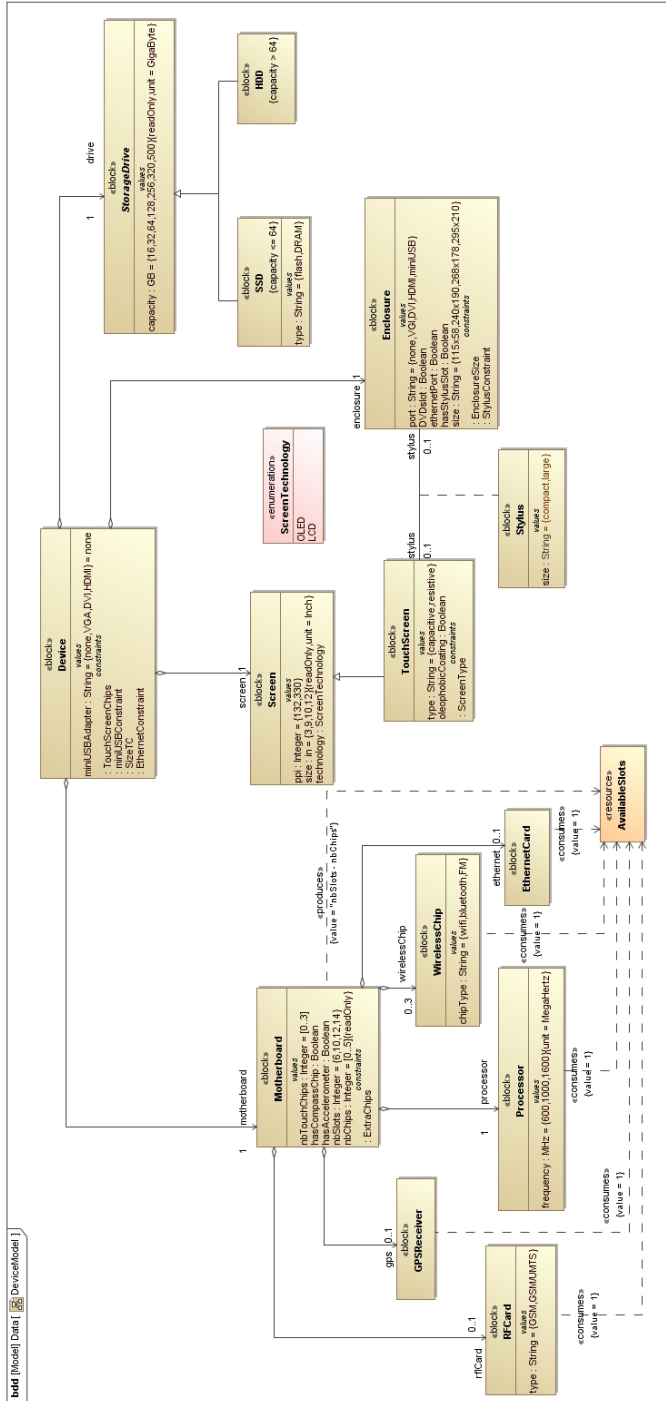 bdd [Model] Data [ DeviceModel ]
«block»
Device
values
miniUSBAdapter : String = {none,VGA,DVI,HDMI} = none
constraints
: TouchScreenChips
: miniUSBConstraint
: SizeTC
: EthernetConstraint
motherboard
1
screen 1
enclosure 1
1
drive
«block»
Motherboard
values
nbTouchChips : Integer = [0..3]
hasCompassChip : Boolean
hasAccelerometer : Boolean
nbSlots : Integer = {6,10,12,14}
nbChips : Integer = [0..5]{readOnly}
constraints
: ExtraChips
«block»
Screen
values
ppi : Integer = {132,330}
size : in = {3,9,10,12}{readOnly,unit = Inch}
technology : ScreenTechnology
«enumeration»
ScreenTechnology
OLED
LCD
«block»
StorageDrive
values
capacity : GB = {16,32,64,128,256,320,500}{readOnly,unit = GigaByte}
«block»
SSD
{capacity <= 64}
values
type : String = {flash,DRAM}
«block»
HDD
{capacity > 64}
«block»
Enclosure
values
port : String = {none,VGI,DVI,HDMI,miniUSB}
DVDslot : Boolean
ethernetPort : Boolean
hasStylusSlot : Boolean
size : String = {115x58,240x190,268x178,295x210}
constraints
: EnclosureSize
: StylusConstraint
stylus
0..1
stylus
0..1
«block»
TouchScreen
values
type : String = {capacitive,resistive}
oleophobicCoating : Boolean
constraints
: ScreenType
«block»
Stylus
values
size : String = {compact,large}
«produces»
{value = "nbSlots - nbChips"}
rfCard
0..1
gps 0..1
1
processor
0..3
wirelessChip
ethernet 0..1
«block»
RFCard
values
type : String = {GSM,GSM/UMTS}
«block»
GPSReceiver
«block»
Processor
values
frequency : MHz = {600,1000,1600}{unit = MegaHertz}
«block»
WirelessChip
values
chipType : String = {wifi,bluetooth,FM}
«block»
EthernetCard
«consumes»
{value = 1}
«consumes»
{value = 1}
«consumes»
{value = 1}
«consumes»
{value = 1}
«consumes»
{value = 1}
«resource»
AvailableSlots